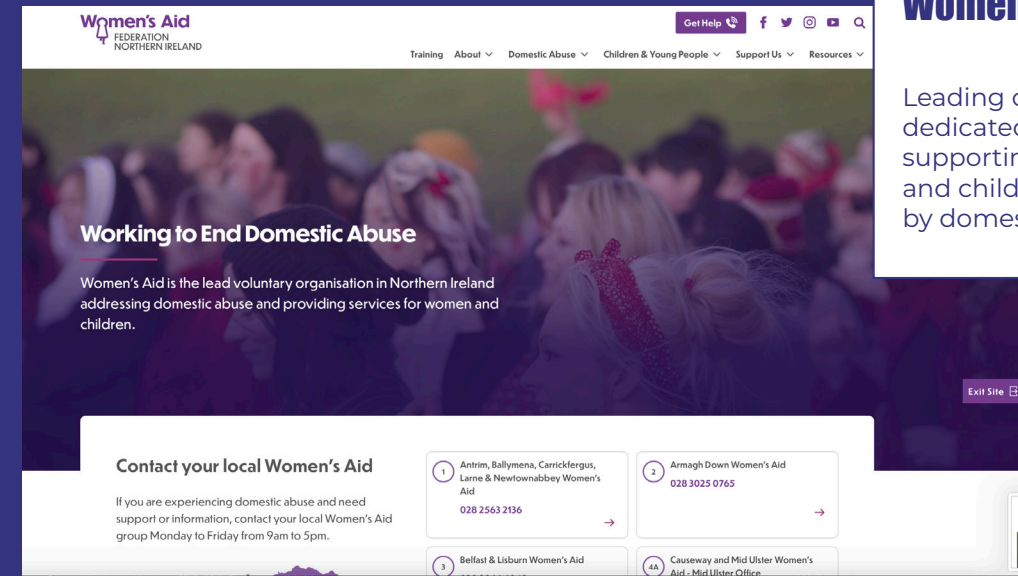 Women's Aid
FEDERATION
NORTHERN IRELAND
Get Help
Training About Domestic Abuse Children & Young People Support Us Resources
Leading
dedicated
and
Working to End Domestic Abuse
Women's Aid is the lead voluntary organisation in Northern Ireland
addressing domestic abuse and providing services for women and
children.
Exit Site
Contact your local Women's Aid
If you are experiencing domestic abuse and need
support or information, contact your local Women's Aid
group Monday to Friday from 9am to 5pm.
1
Antrim, Ballymena, Carrickfergus,
Larne & Newtownabbey Women's
Aid
028 2563 2136
2
Armagh Down Women's Aid
028 3025 0765
3
Belfast & Lisburn Women's Aid
4A
Causeway and Mid Ulster Women's
Aid - Mid Ulster Office